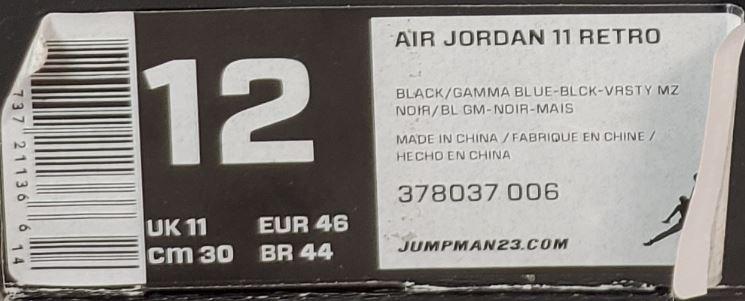 737 21136 6 14
12
UK 11 EUR 46
cm 30 BR 44
AIR JORDAN 11 RETRO
BLACK/GAMMA BLUE-BLCK-VRSTY MZ
NOIR/BL GM-NOIR-MAIS
MADE IN CHINA / FABRIQUE EN CHINE /
HECHO EN CHINA
378037 006
JUMPMAN23.COM